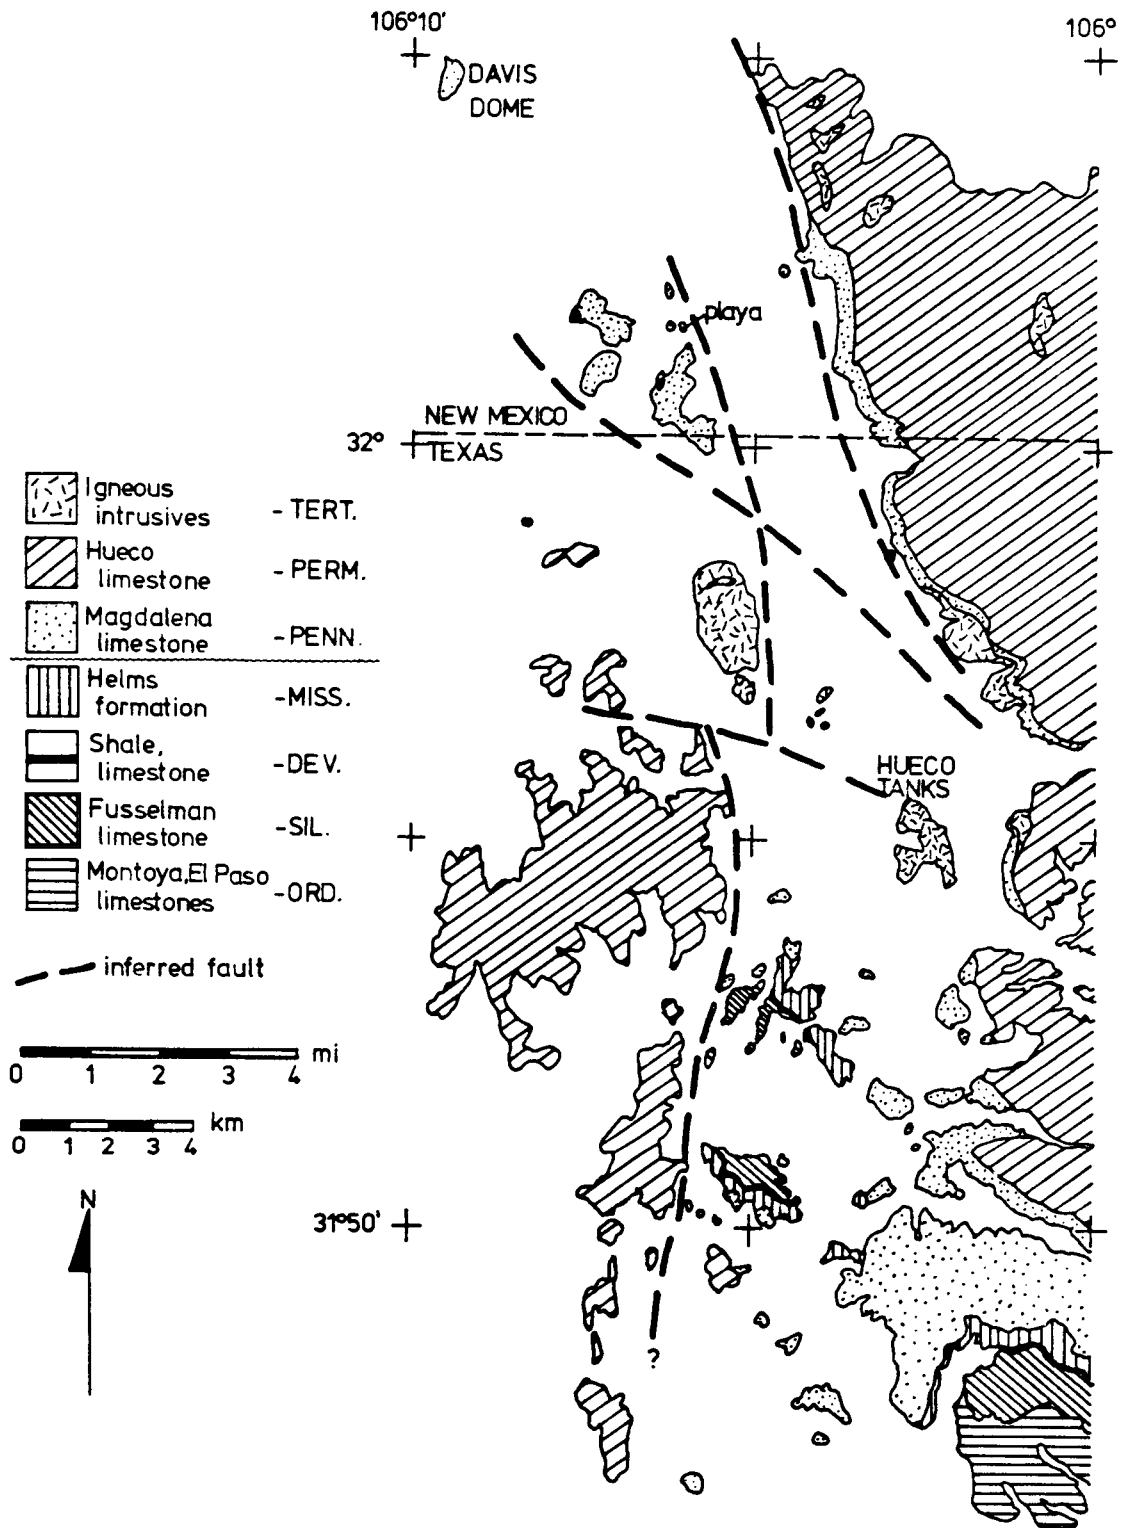 106°10'
106°
DAVIS
DOME
playa
NEW MEXICO
32°
TEXAS
Igneous
intrusives - TERT.
Hueco
limestone - PERM.
Magdalena
limestone - PENN.
Helms
formation - MISS.
Shale,
limestone - DEV.
Fusselman
limestone - SIL.
Montoya, El Paso
limestones - ORD.
HUECO
TANKS
inferred fault
mi
0 1 2 3 4
km
0 1 2 3 4
N
31°50'
?